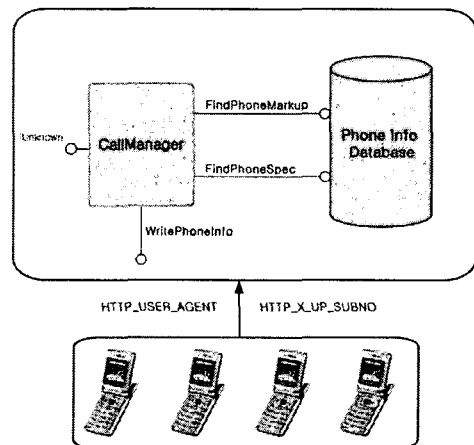 FindPhoneMarkup
Unknown
CallManager
Phone Info
Database
FindPhoneSpec
WritePhoneInfo
HTTP_USER_AGENT
HTTP_X_UP_SUBNO